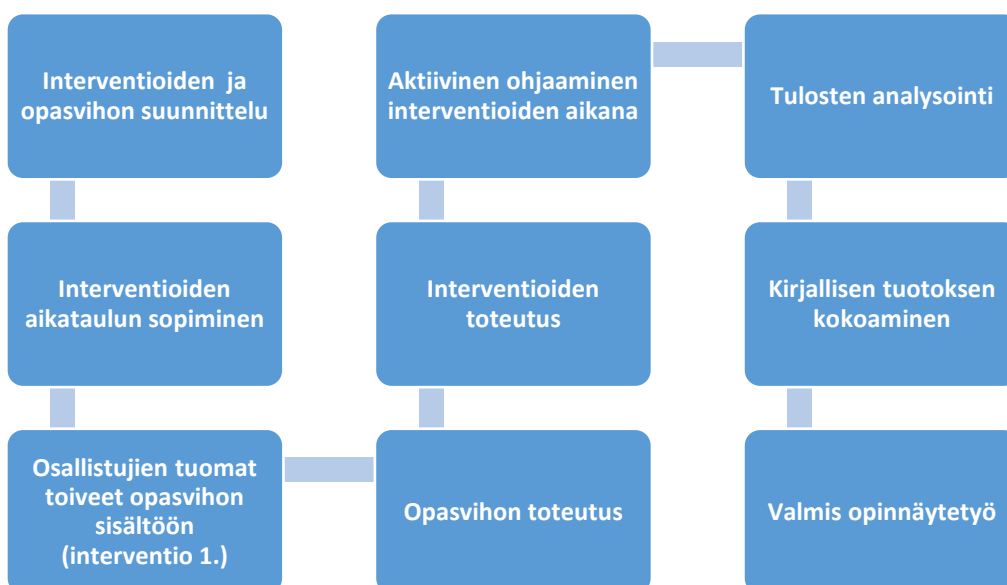 Interventioiden ja
opasvihon suunnittelu
Interventioiden
aikataulun sopiminen
Osallistujien tuomat
toiveet opasvihon
sisältöön
(interventio 1.)
Opasvihon toteutus
Interventioiden
toteutus
Aktiivinen ohjaaminen
interventioiden aikana
Tulosten analysointi
Kirjallisen tuotoksen
kokoaminen
Valmis opinnäytetyö